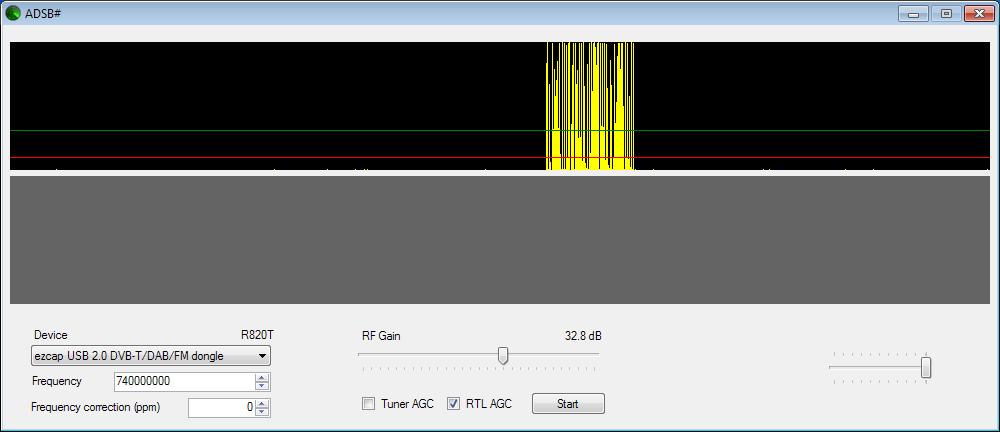 ADSB#
Device R820T
ezcap USB 2.0 DVB-T/DAB/FM dongle
Frequency 740000000
Frequency correction (ppm) 0
RF Gain 32.8 dB
Tuner AGC RTL AGC Start